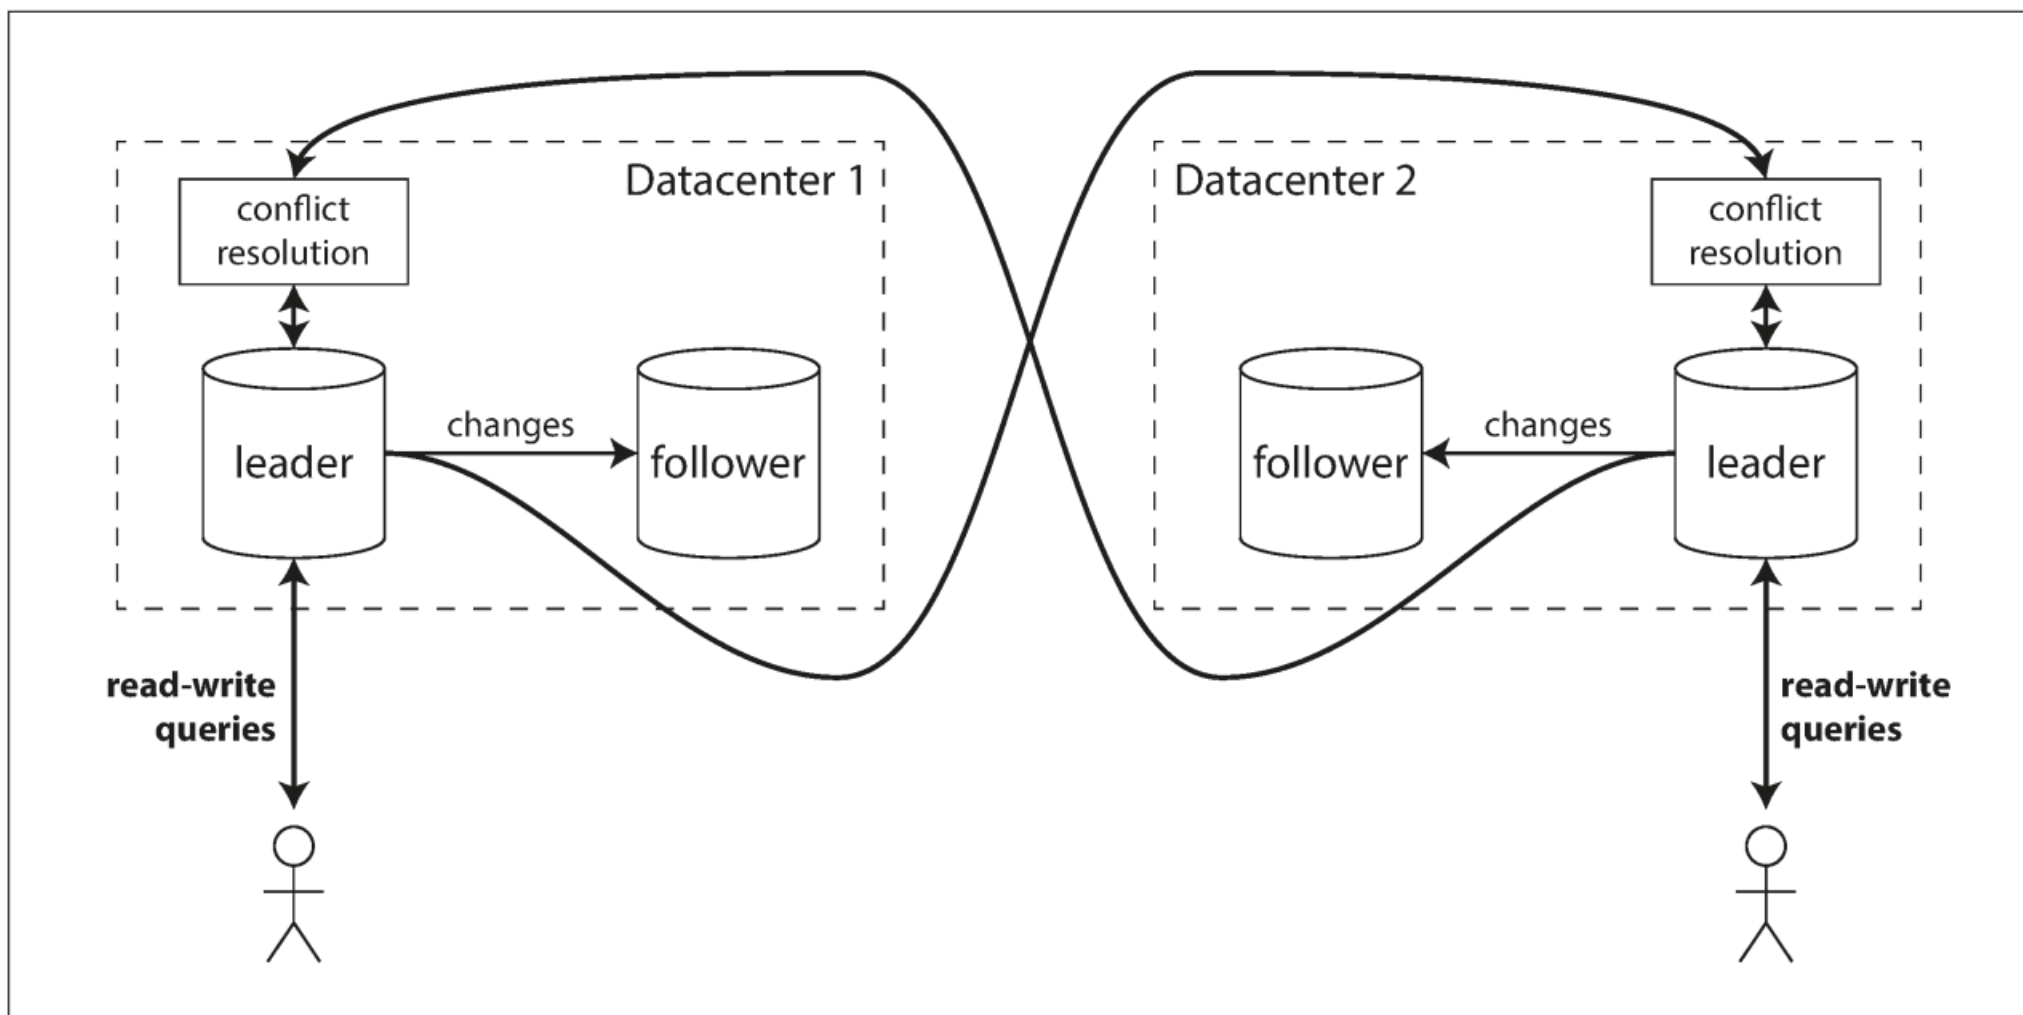 Datacenter 1
Datacenter 2
conflict
resolution
conflict
resolution
changes
changes
leader
follower
follower
leader
read-write
queries
read-write
queries